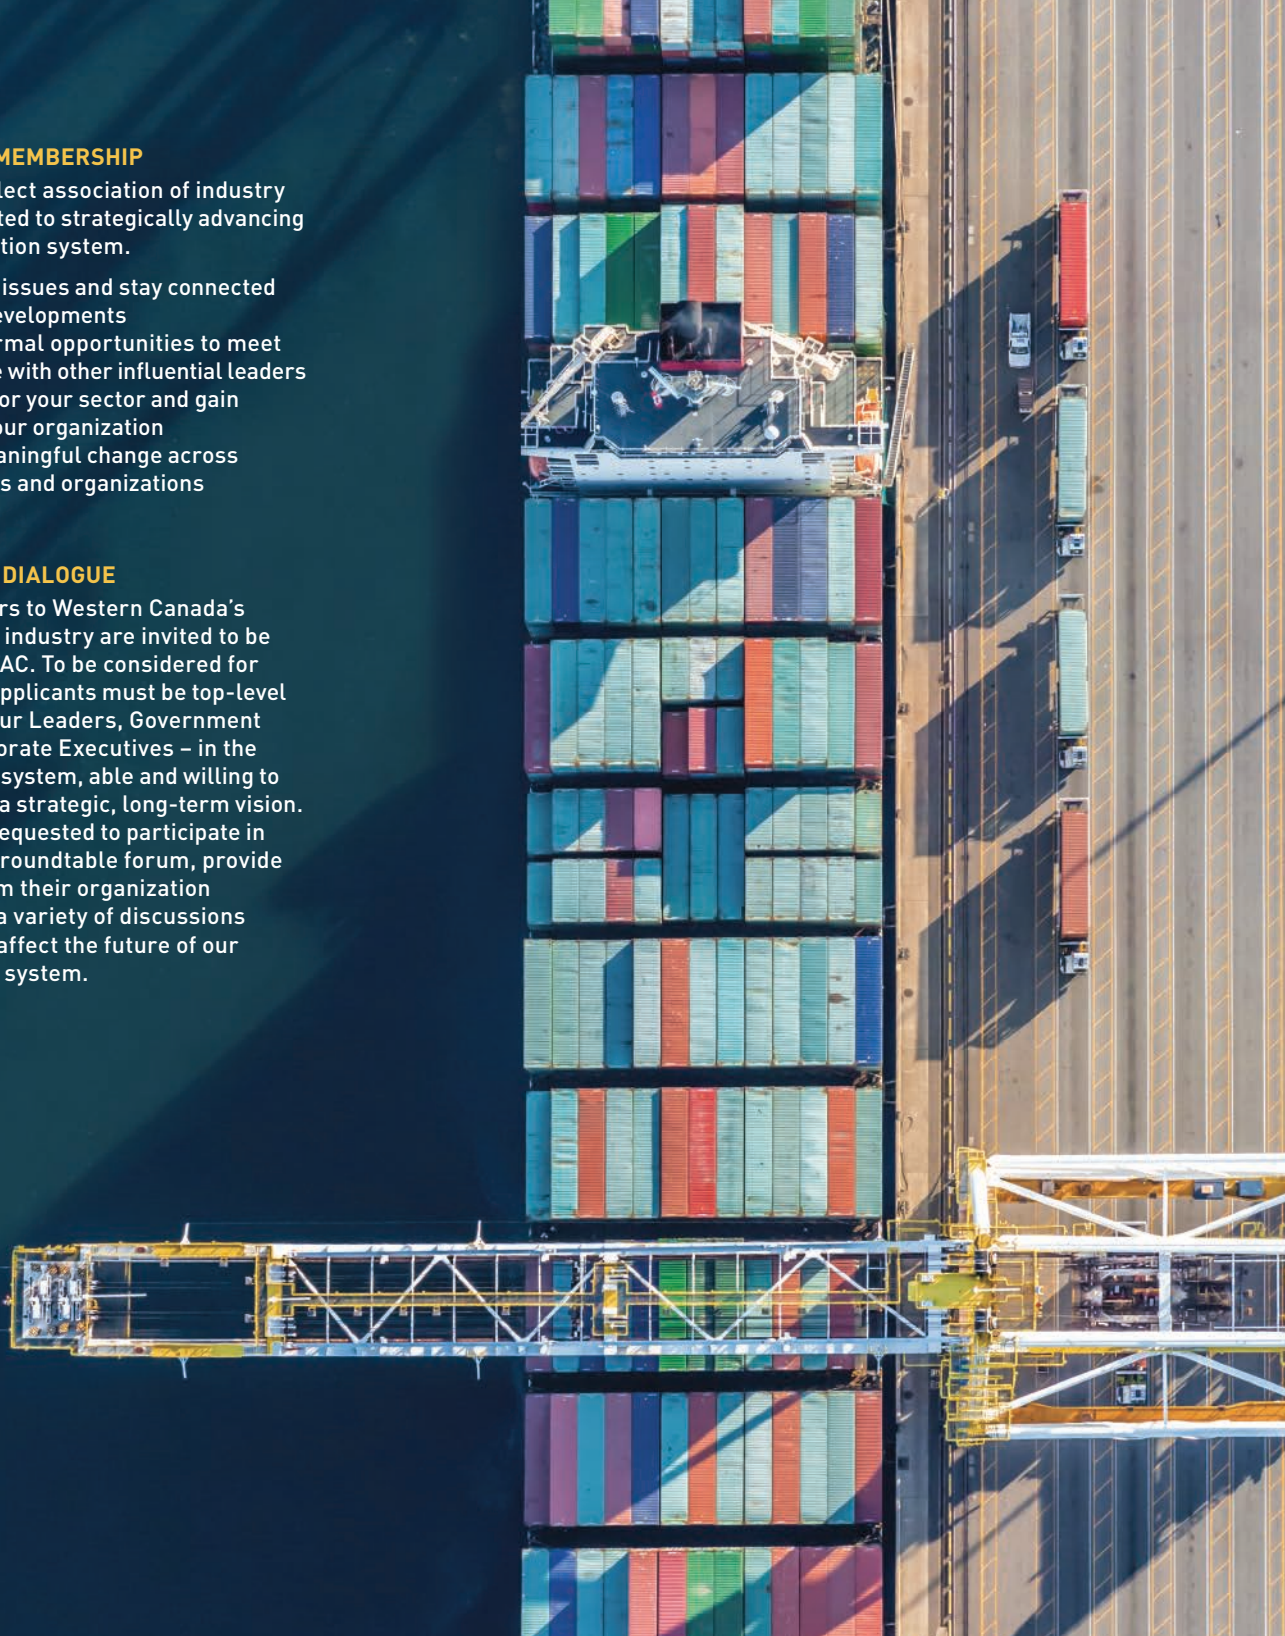 MEMBERSHIP
lect association of industry
ted to strategically advancing
tion system.
issues and stay connected
evelopments
rmal opportunities to meet
e with other influential leaders
or your sector and gain
our organization
aningful change across
s and organizations
DIALOGUE
rs to Western Canada’s
industry are invited to be
AC. To be considered for
pplicants must be top-level
ur Leaders, Government
orate Executives – in the
system, able and willing to
a strategic, long-term vision.
equested to participate in
roundtable forum, provide
m their organization
a variety of discussions
affect the future of our
system.